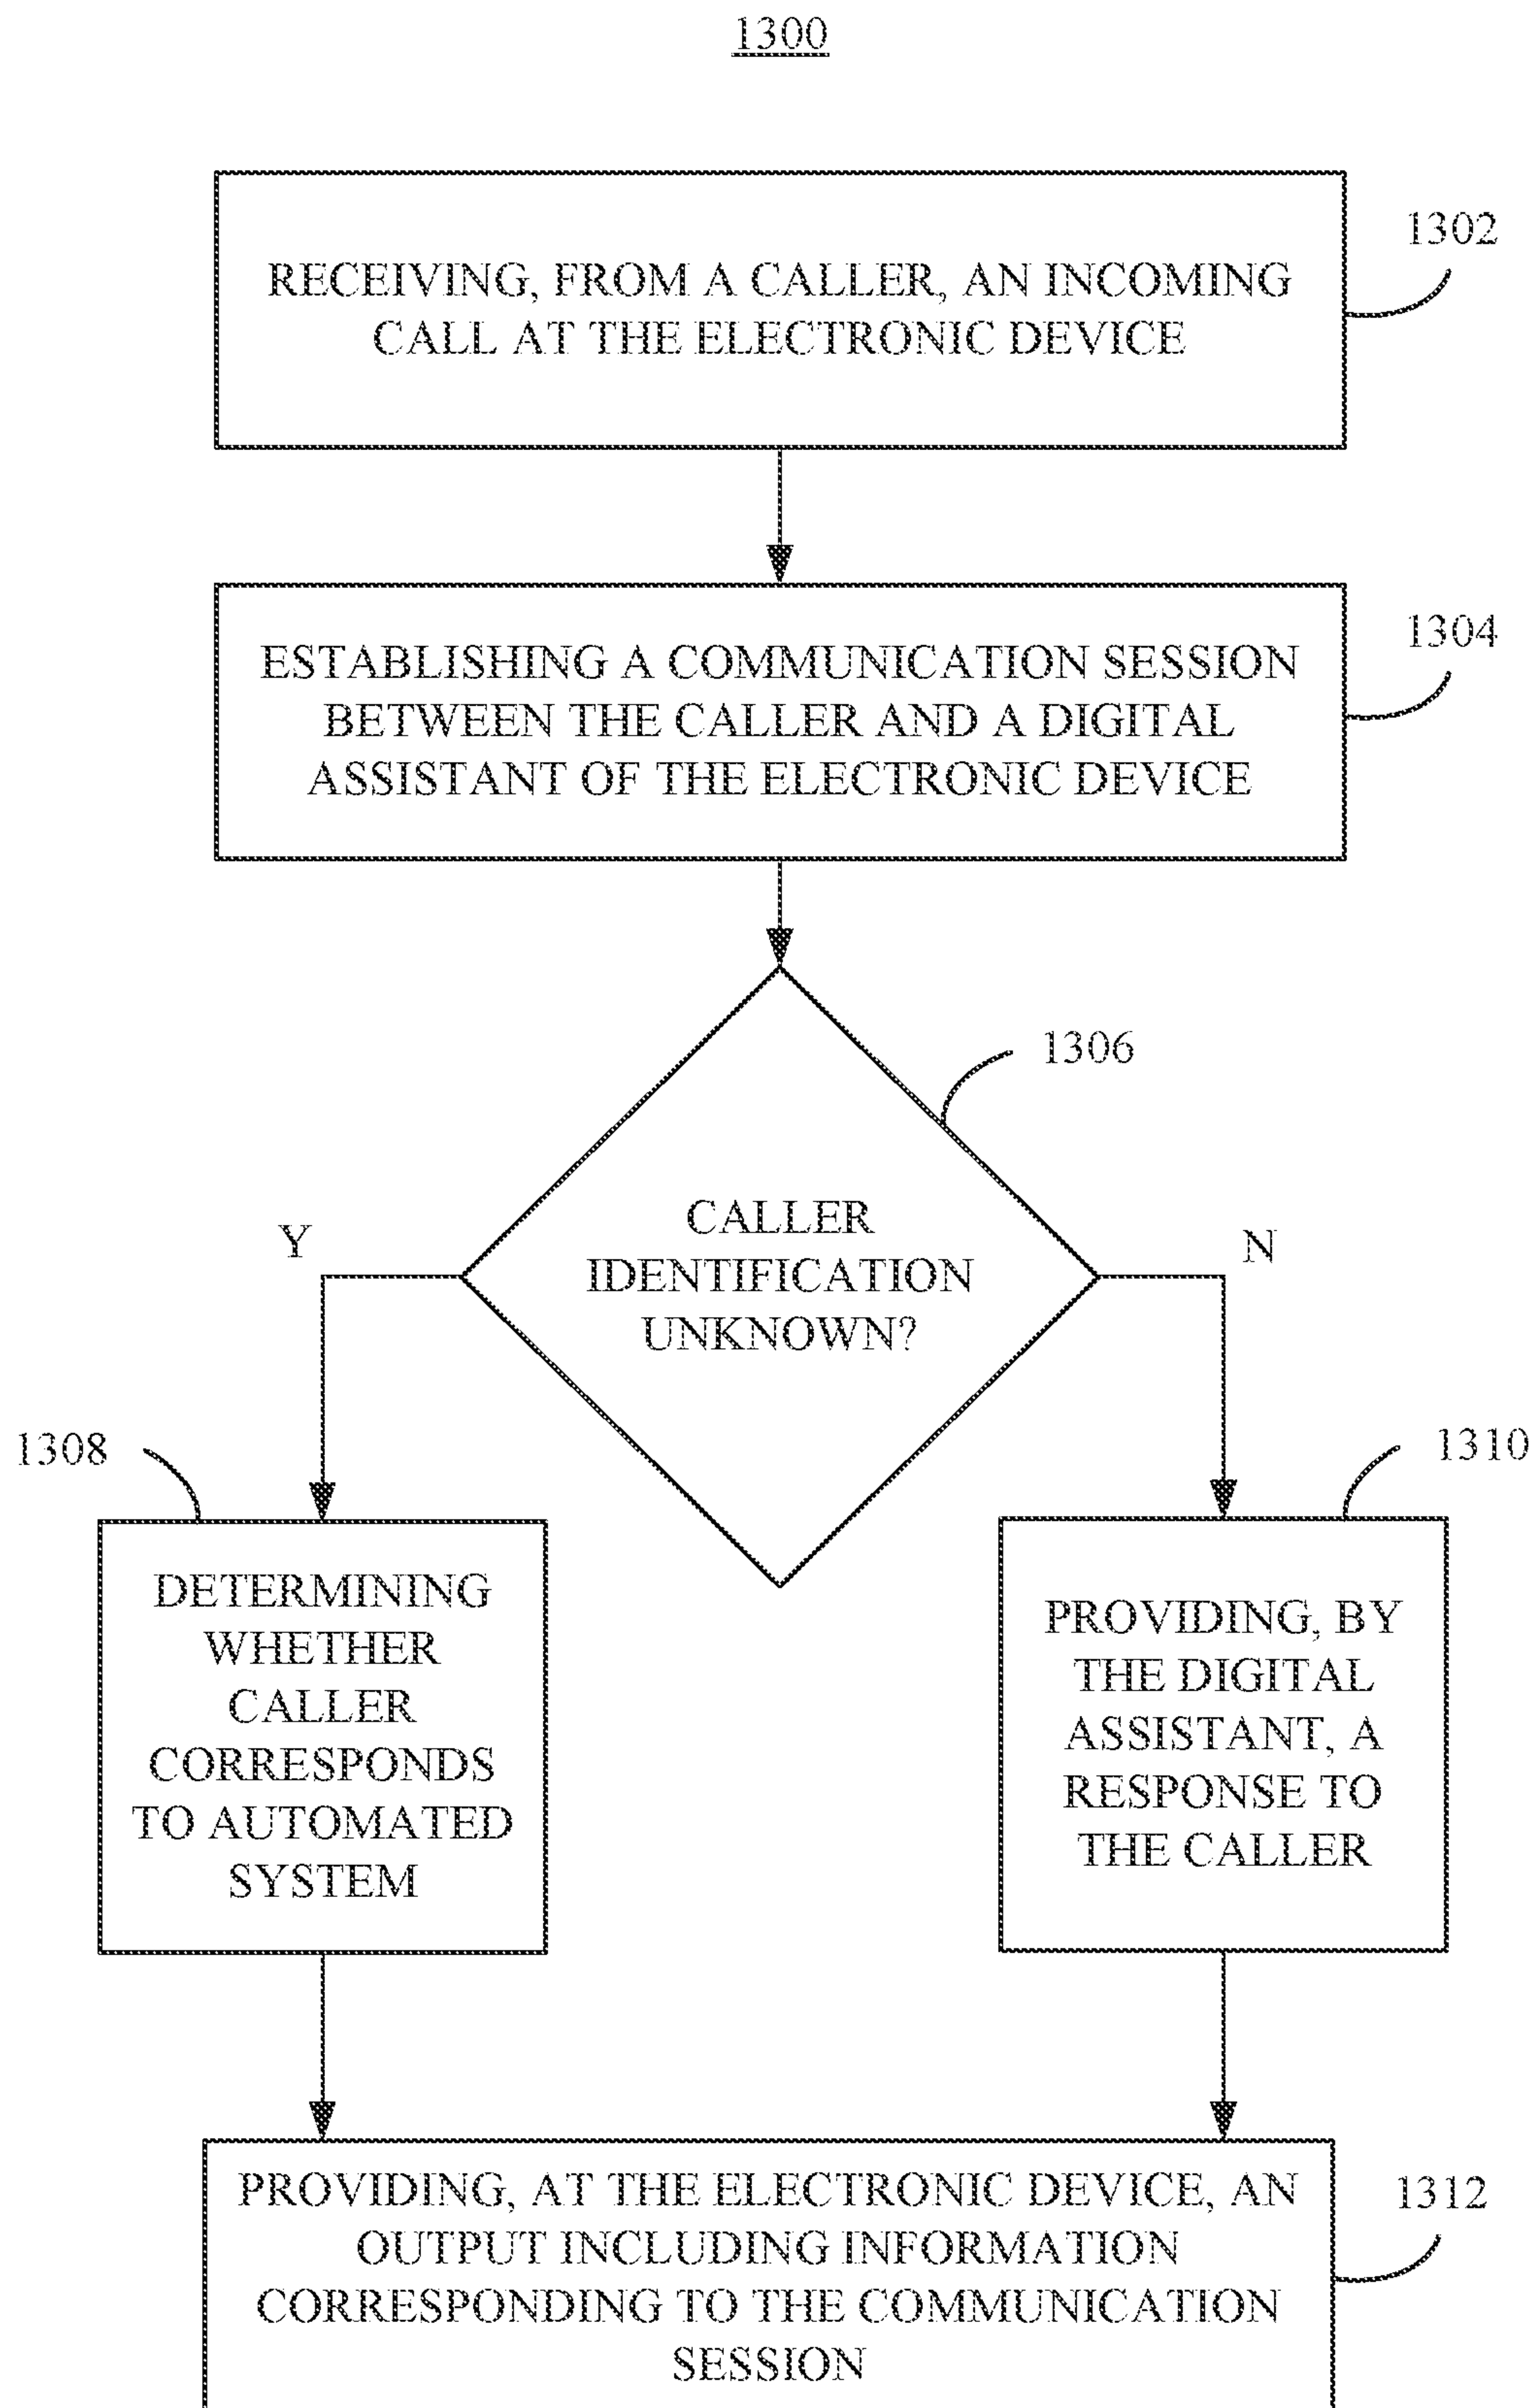 1300
RECEIVING, FROM A CALLER, AN INCOMING
CALL AT THE ELECTRONIC DEVICE
1302
ESTABLISHING A COMMUNICATION SESSION
BETWEEN THE CALLER AND A DIGITAL
ASSISTANT OF THE ELECTRONIC DEVICE
1304
1306
CALLER
IDENTIFICATION
UNKNOWN?
Y
N
1308
DETERMINING
WHETHER
CALLER
CORRESPONDS
TO AUTOMATED
SYSTEM
1310
PROVIDING, BY
THE DIGITAL
ASSISTANT, A
RESPONSE TO
THE CALLER
PROVIDING, AT THE ELECTRONIC DEVICE, AN
OUTPUT INCLUDING INFORMATION
CORRESPONDING TO THE COMMUNICATION
SESSION
1312